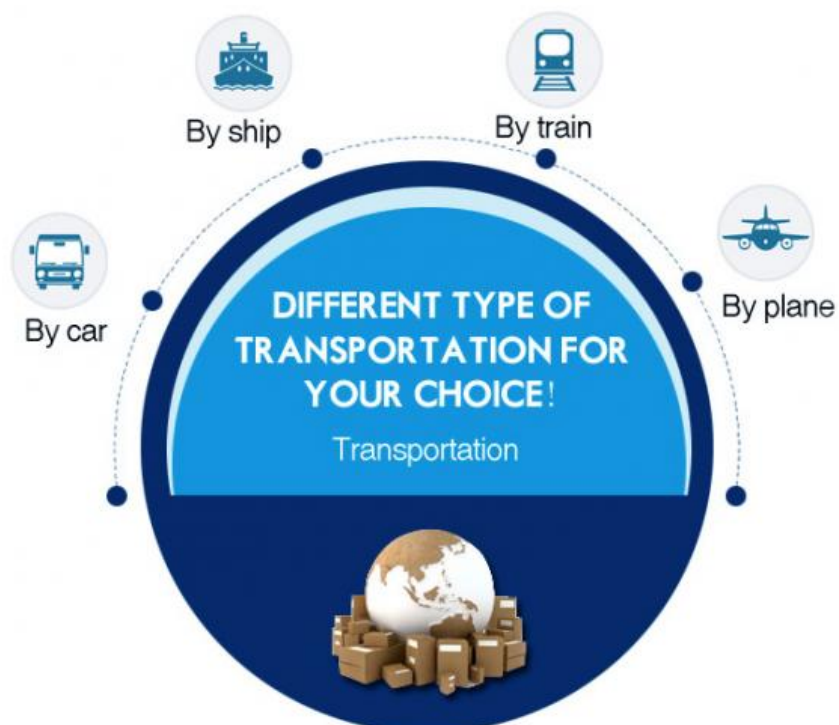 By ship
By train
By car
By plane
DIFFERENT TYPE OF
TRANSPORTATION FOR
YOUR CHOICE!
Transportation